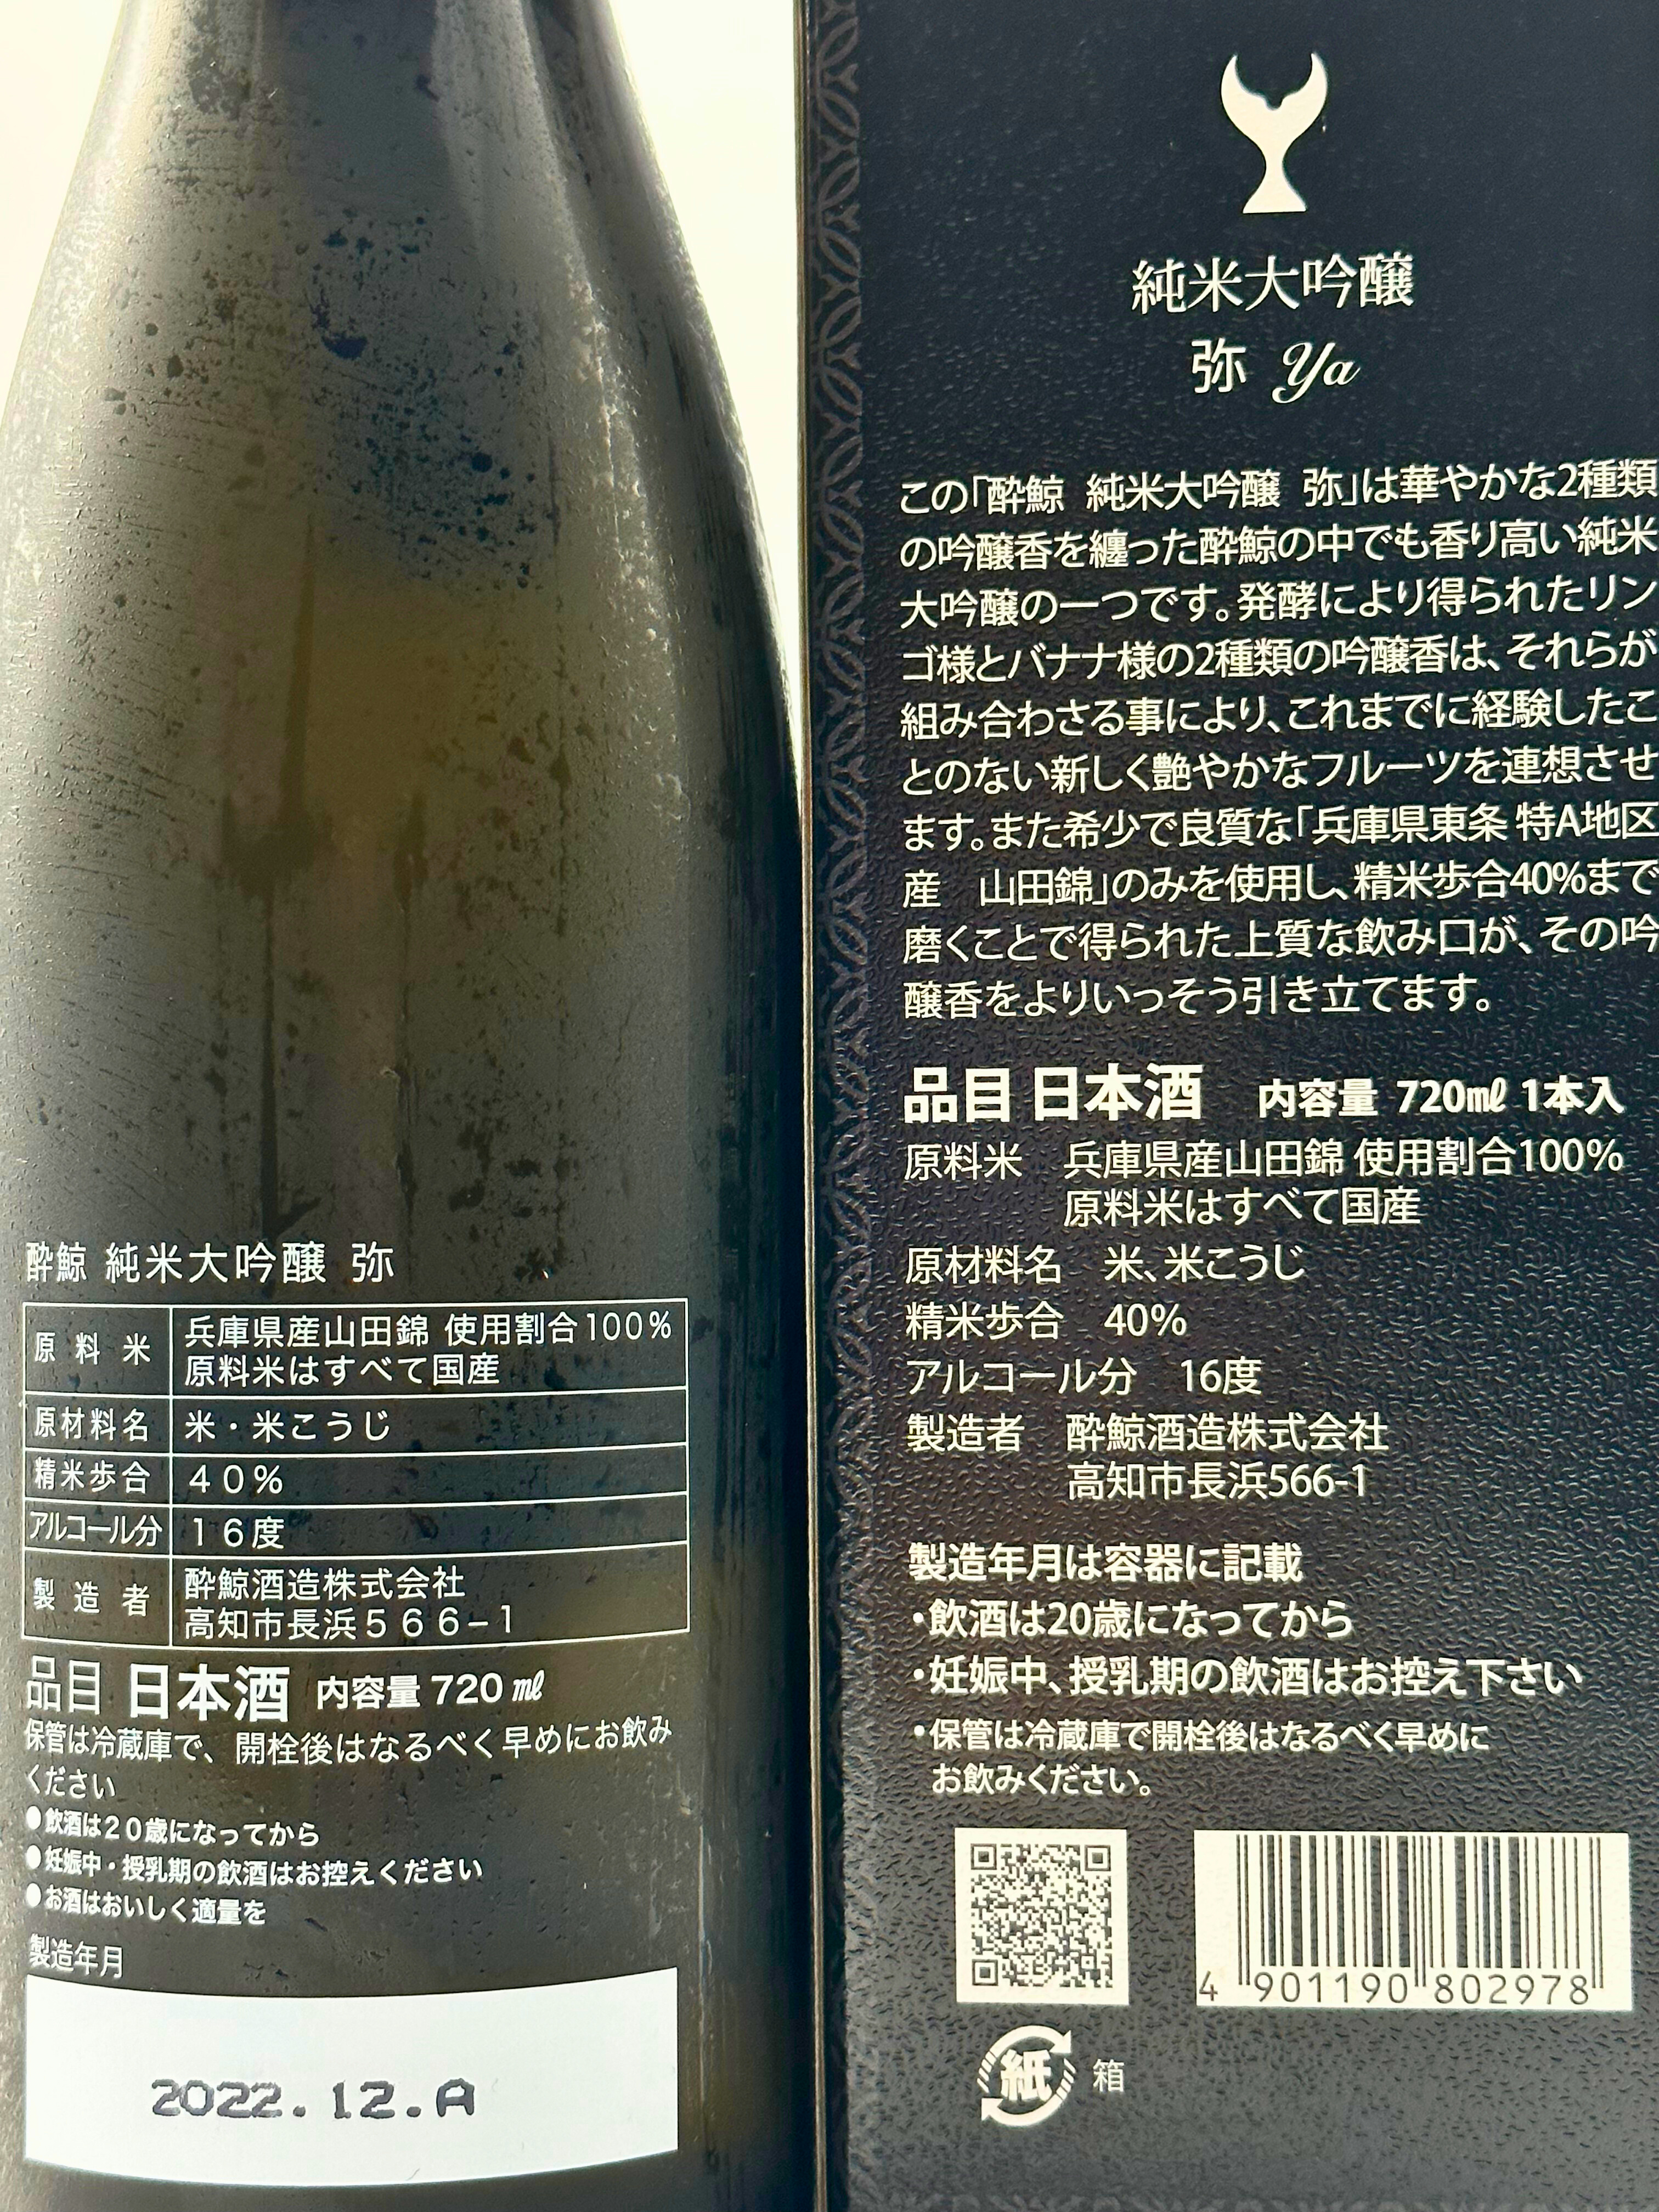 酔鯨 純米大吟醸 弥
原料米 兵庫県産山田錦 使用割合100%
原料米はすべて国産
原材料名 米・米こうじ
精米歩合 40%
アルコール分 16度
製造者 酔鯨酒造株式会社
高知市長浜566-1
品目 日本酒 内容量 720㎖
保管は冷蔵庫で、開栓後はなるべく早めにお飲み
ください
●飲酒は20歳になってから
●妊娠中・授乳期の飲酒はお控えください
●お酒はおいしく適量を
製造年月
2022.12.A
純米大吟醸
弥 Ya
この「酔鯨 純米大吟醸 弥」は華やかな2種類
の吟醸香を纏った酔鯨の中でも香り高い純米
大吟醸の一つです。発酵により得られたリン
ゴ様とバナナ様の2種類の吟醸香は、それらが
組み合わさる事により、これまでに経験したこ
とのない新しく艶やかなフルーツを連想させ
ます。また希少で良質な「兵庫県東条 特A地区
産 山田錦」のみを使用し、精米歩合40%まで
磨くことで得られた上質な飲み口が、その吟
醸香をよりいっそう引き立てます。
品目 日本酒 内容量 720㎖ 1本入
原料米 兵庫県産山田錦 使用割合100%
原料米はすべて国産
原材料名 米、米こうじ
精米歩合 40%
アルコール分 16度
製造者 酔鯨酒造株式会社
高知市長浜566-1
製造年月は容器に記載
・飲酒は20歳になってから
・妊娠中、授乳期の飲酒はお控え下さい
・保管は冷蔵庫で開栓後はなるべく早めに
お飲みください。
4 901190 802978
紙 箱